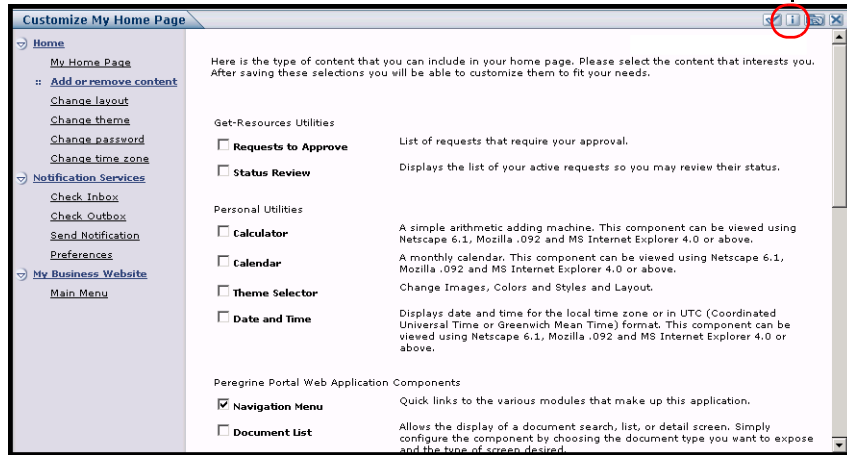 Customize My Home Page
i
Home
My Home Page
:: Add or remove content
Change layout
Change theme
Change password
Change time zone
Notification Services
Check Inbox
Check Outbox
Send Notification
Preferences
My Business Website
Main Menu
Here is the type of content that you can include in your home page. Please select the content that interests you.
After saving these selections you will be able to customize them to fit your needs.
Get-Resources Utilities
Requests to Approve
List of requests that require your approval.
Status Review
Displays the list of your active requests so you may review their status.
Personal Utilities
Calculator
A simple arithmetic adding machine. This component can be viewed using
Netscape 6.1, Mozilla .092 and MS Internet Explorer 4.0 or above.
Calendar
A monthly calendar. This component can be viewed using Netscape 6.1,
Mozilla .092 and MS Internet Explorer 4.0 or above.
Theme Selector
Change Images, Colors and Styles and Layout.
Date and Time
Displays date and time for the local time zone or in UTC (Coordinated
Universal Time or Greenwich Mean Time) format. This component can be
viewed using Netscape 6.1, Mozilla .092 and MS Internet Explorer 4.0 or
above.
Peregrine Portal Web Application Components
Navigation Menu
Quick links to the various modules that make up this application.
Document List
Allows the display of a document search, list, or detail screen. Simply
configure the component by choosing the document type you want to expose
and the type of screen desired.